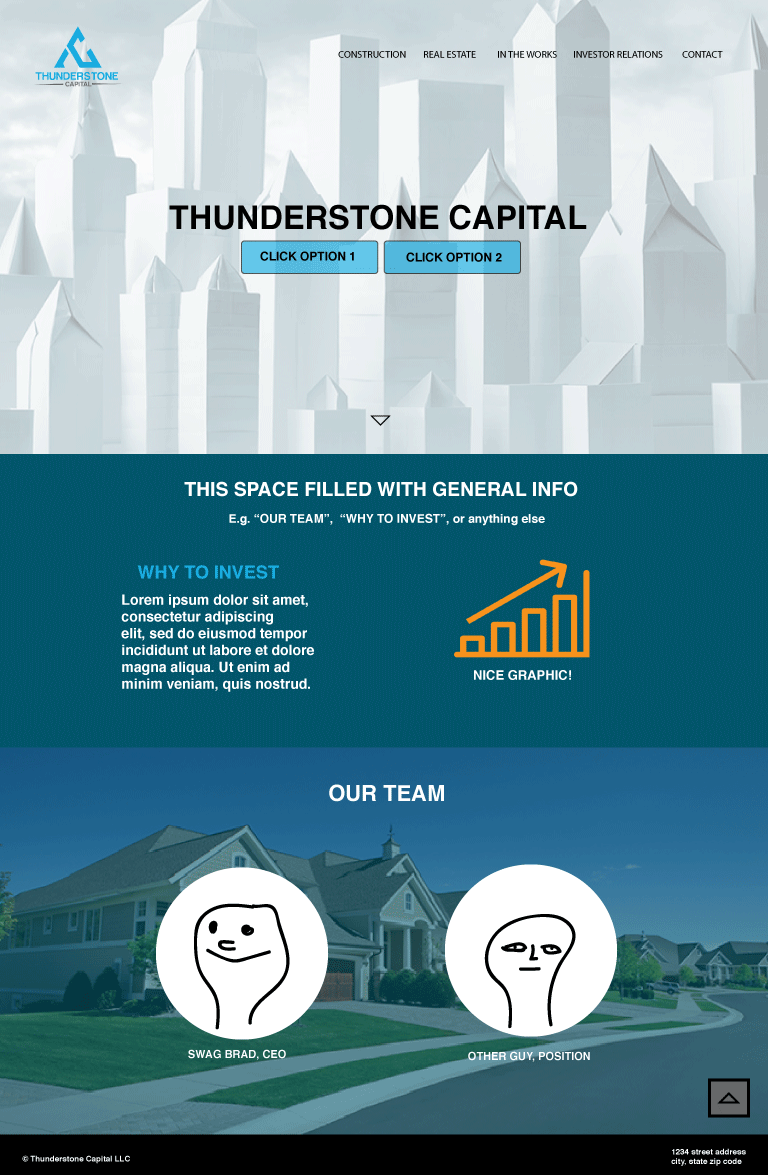 THUNDERSTONE
CAPITAL
CONSTRUCTION REAL ESTATE IN THE WORKS INVESTOR RELATIONS CONTACT
THUNDERSTONE CAPITAL
CLICK OPTION 1 CLICK OPTION 2
THIS SPACE FILLED WITH GENERAL INFO
E.g. “OUR TEAM”, “WHY TO INVEST”, or anything else
WHY TO INVEST
Lorem ipsum dolor sit amet,
consectetur adipiscing
elit, sed do eiusmod tempor
incididunt ut labore et dolore
magna aliqua. Ut enim ad
minim veniam, quis nostrud.
NICE GRAPHIC!
OUR TEAM
SWAG BRAD, CEO
OTHER GUY, POSITION
© Thunderstone Capital LLC
1234 street address
city, state zip code